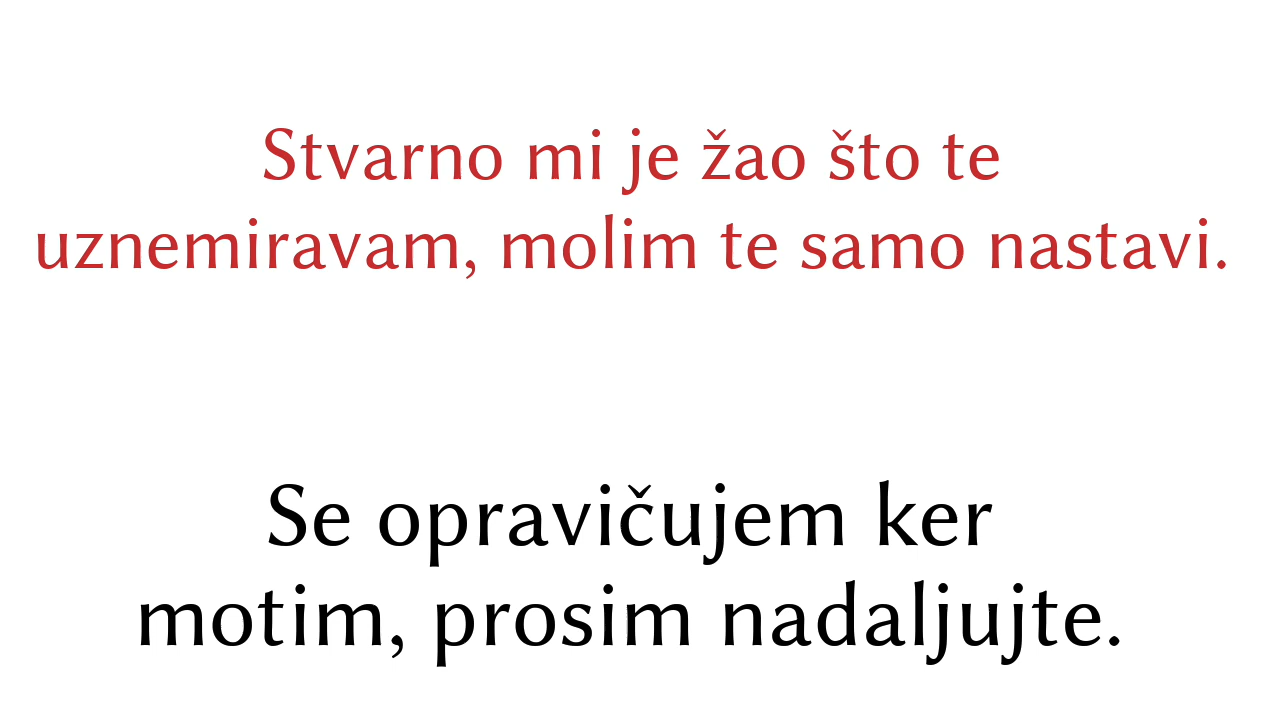 Stvarno mi je žao što te
uznemiravam, molim te samo nastavi.
Se opravičujem ker
motim, prosim nadaljujte.